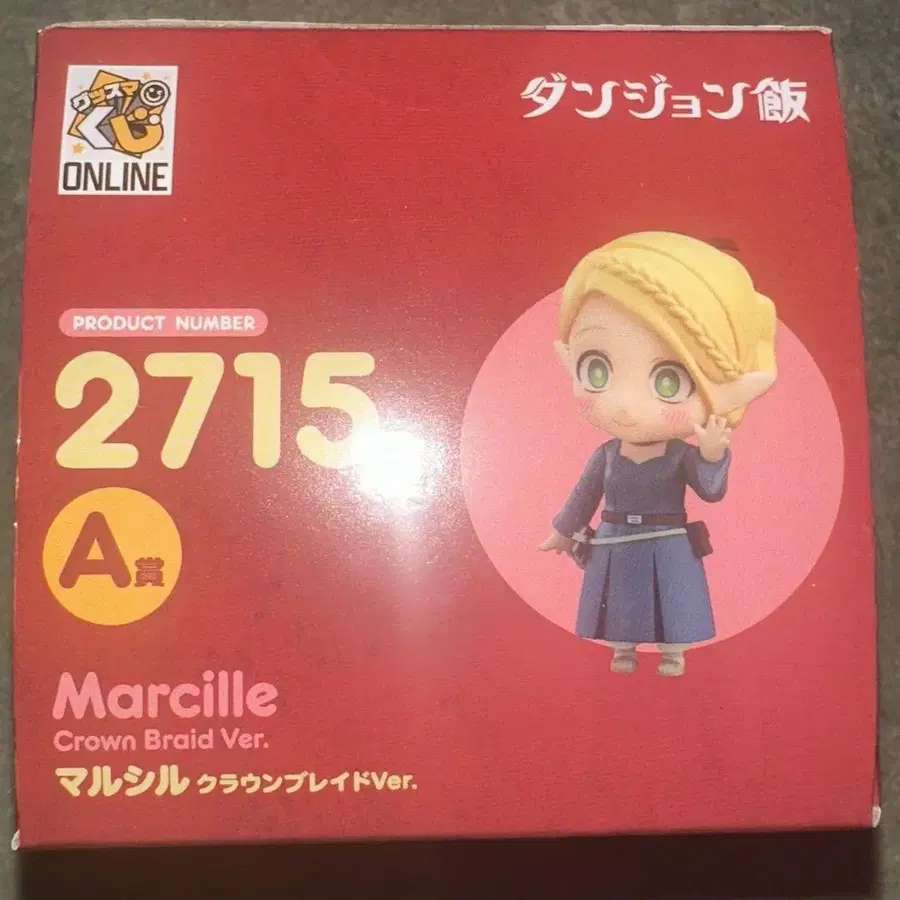 グッスマ
くじ
ONLINE
ダンジョン飯
PRODUCT NUMBER
2715
A賞
Marcille
Crown Braid Ver.
マルシル クラウンブレイドVer.